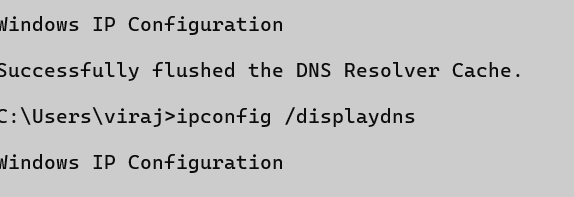 Windows IP Configuration
Successfully flushed the DNS Resolver Cache.
C:\Users\viraj>ipconfig /displaydns
Windows IP Configuration